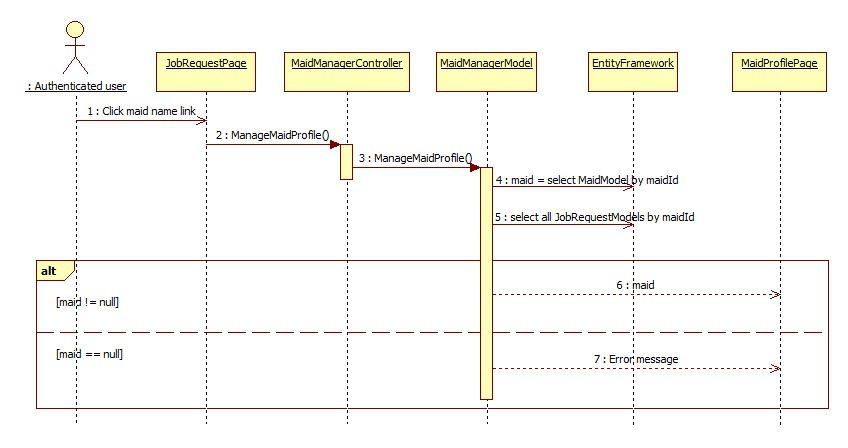 JobRequestPage
MaidManagerController
MaidManagerModel
EntityFramework
MaidProfilePage
: Authenticated user
1 : Click maid name link
2 : ManageMaidProfile()
3 : ManageMaidProfile()
4 : maid = select MaidModel by maidId
5 : select all JobRequestModels by maidId
alt
6 : maid
[maid != null]
[maid == null]
7 : Error message